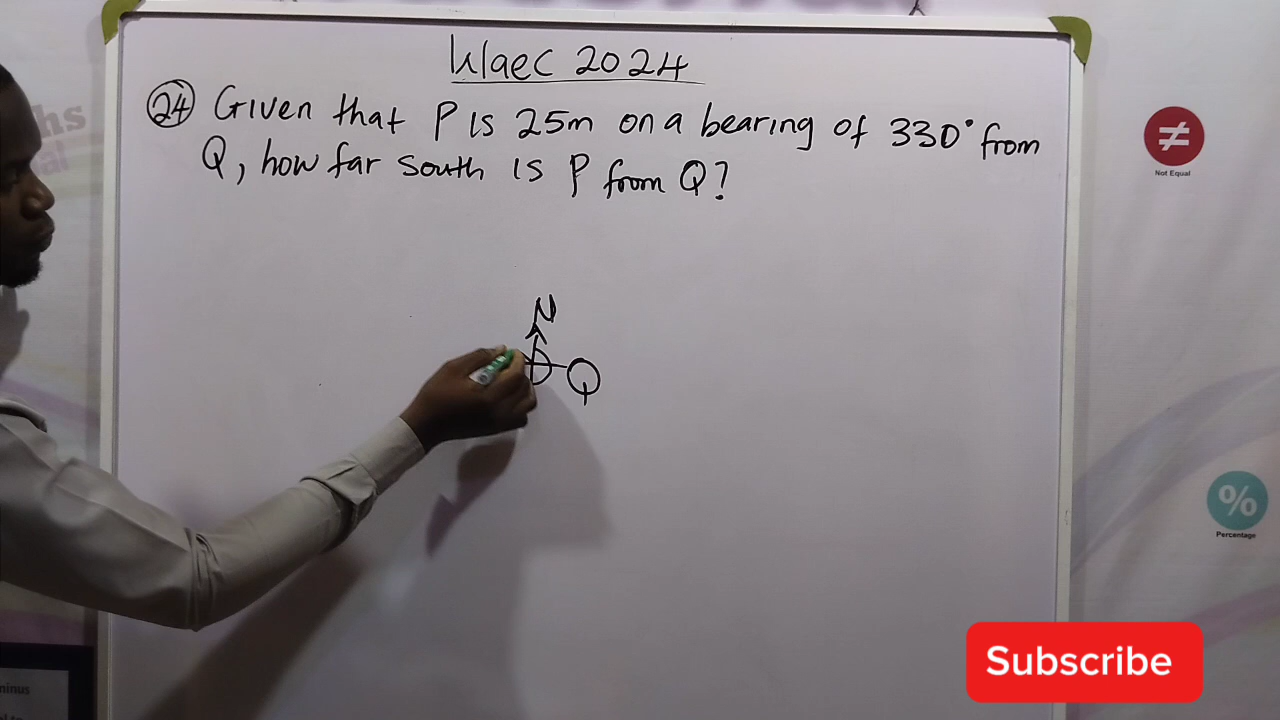 Waec 2024
24 Given that P is 25m on a bearing of 330° from
Q, how far south is P from Q?
N
Q
≠
Not Equal
%
Percentage
minus
Subscribe